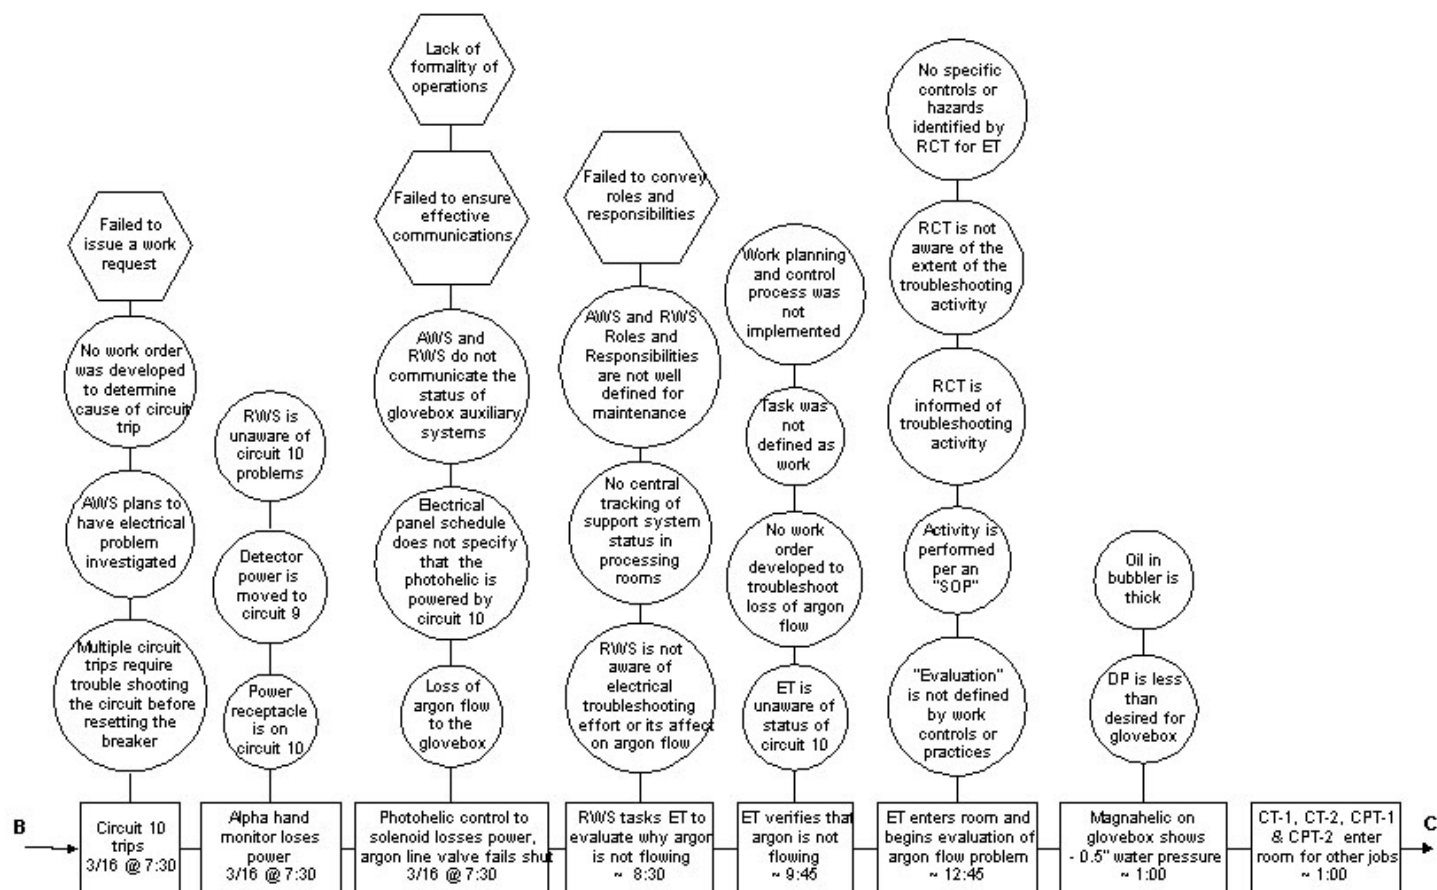 Lack of
formality of
operations
No specific
controls or
hazards
identified by
RCT for ET
Failed to
issue a work
request
Failed to ensure
effective
communications
Failed to convey
roles and
responsibilities
Work planning
and control
process was
not
implemented
RCT is not
aware of the
extent of the
troubleshooting
activity
No work order
was developed
to determine
cause of circuit
trip
RWS is
unaware of
circuit 10
problems
AWS and
RWS do not
communicate the
status of
glovebox auxiliary
systems
AWS and RWS
Roles and
Responsibilities
are not well
defined for
maintenance
Task was
not
defined as
work
RCT is
informed of
troubleshooting
activity
AWS plans to
have electrical
problem
investigated
Detector
power is
moved to
circuit 9
Electrical
panel schedule
does not specify
that the
photohelic is
powered by
circuit 10
No central
tracking of
support system
status in
processing
rooms
No work order
developed to
troubleshoot
loss of argon
flow
Activity is
performed
per an
"SOP"
Oil in
bubbler is
thick
Multiple circuit
trips require
trouble shooting
the circuit before
resetting the
breaker
Power
receptacle
is on
circuit 10
Loss of
argon flow
to the
glovebox
RWS is not
aware of
electrical
troubleshooting
effort or its affect
on argon flow
ET is
unaware of
status of
circuit 10
"Evaluation"
is not defined
by work
controls or
practices
DP is less
than
desired for
glovebox
B
Circuit 10
trips
3/16 @ 7:30
Alpha hand
monitor loses
power
3/16 @ 7:30
Photohelic control to
solenoid losses power,
argon line valve fails shut
3/16 @ 7:30
RWS tasks ET to
evaluate why argon
is not flowing
~ 8:30
ET verifies that
argon is not
flowing
~ 9:45
ET enters room and
begins evaluation of
argon flow problem
~ 12:45
Magnahelic on
glovebox shows
- 0.5" water pressure
~ 1:00
CT-1, CT-2, CPT-1
& CPT-2 enter
room for other jobs
~ 1:00
C